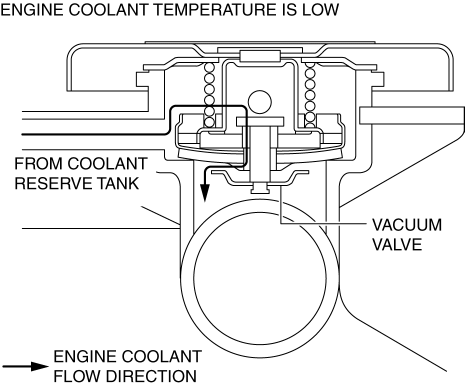 ENGINE COOLANT TEMPERATURE IS LOW
FROM COOLANT
RESERVE TANK
VACUUM
VALVE
ENGINE COOLANT
FLOW DIRECTION